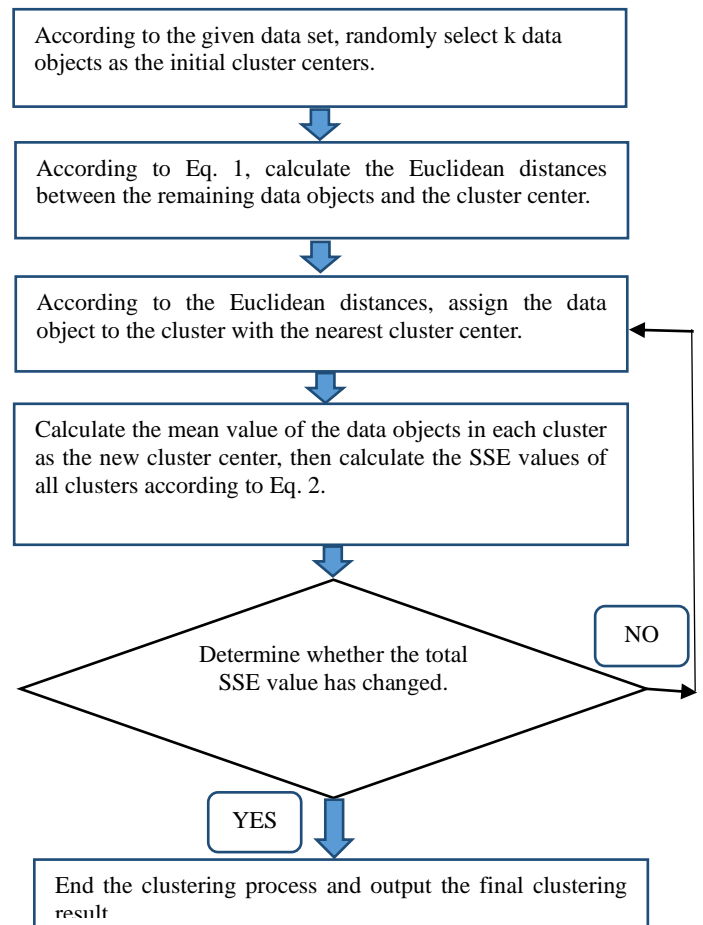 According to the given data set, randomly select k data
objects as the initial cluster centers.
According to Eq. 1, calculate the Euclidean distances
between the remaining data objects and the cluster center.
According to the Euclidean distances, assign the data
object to the cluster with the nearest cluster center.
Calculate the mean value of the data objects in each cluster
as the new cluster center, then calculate the SSE values of
all clusters according to Eq. 2.
NO
Determine whether the total
SSE value has changed.
YES
End the clustering process and output the final clustering
result